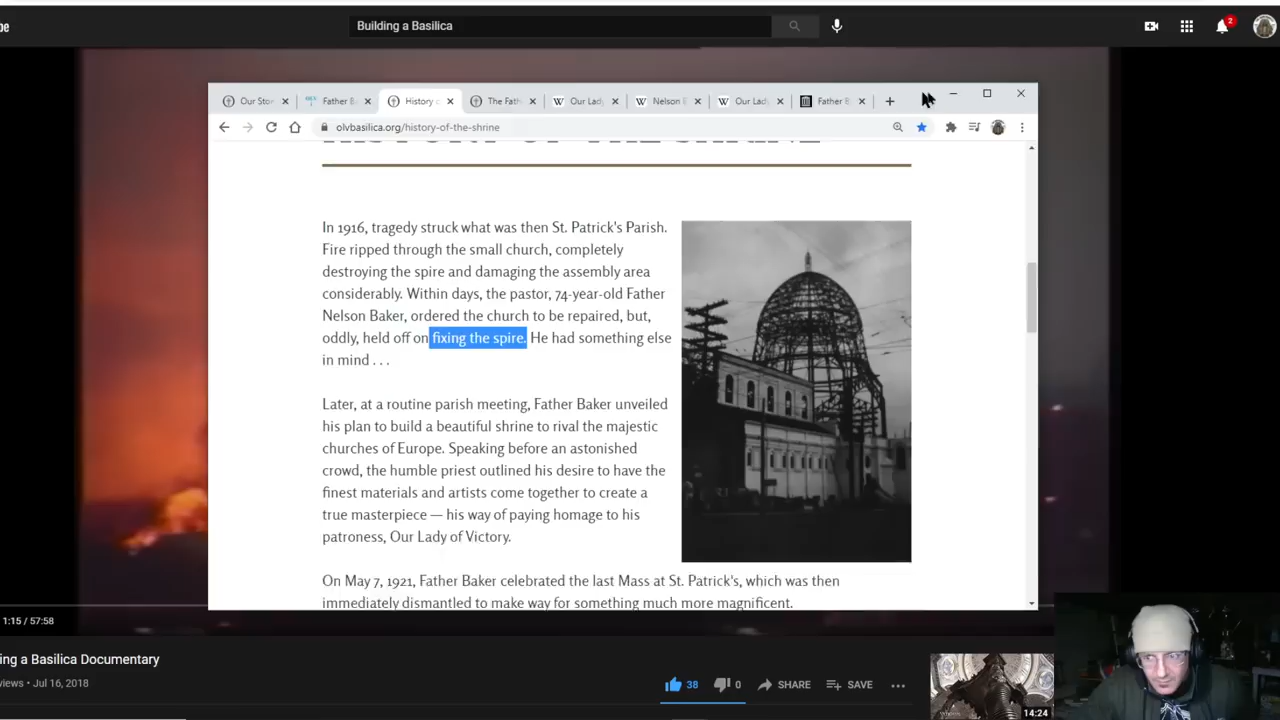 be
Building a Basilica
2
Our Stor
Father B
History o
The Fath
Our Lady
Nelson B
Our Lady
Father B
olvbasilica.org/history-of-the-shrine
HISTORY OF THE SHRINE
In 1916, tragedy struck what was then St. Patrick's Parish.
Fire ripped through the small church, completely
destroying the spire and damaging the assembly area
considerably. Within days, the pastor, 74-year-old Father
Nelson Baker, ordered the church to be repaired, but,
oddly, held off on fixing the spire. He had something else
in mind . . .
Later, at a routine parish meeting, Father Baker unveiled
his plan to build a beautiful shrine to rival the majestic
churches of Europe. Speaking before an astonished
crowd, the humble priest outlined his desire to have the
finest materials and artists come together to create a
true masterpiece — his way of paying homage to his
patroness, Our Lady of Victory.
On May 7, 1921, Father Baker celebrated the last Mass at St. Patrick's, which was then
immediately dismantled to make way for something much more magnificent.
1:15 / 57:58
ing a Basilica Documentary
views • Jul 16, 2018
38
0
SHARE
SAVE
14:24